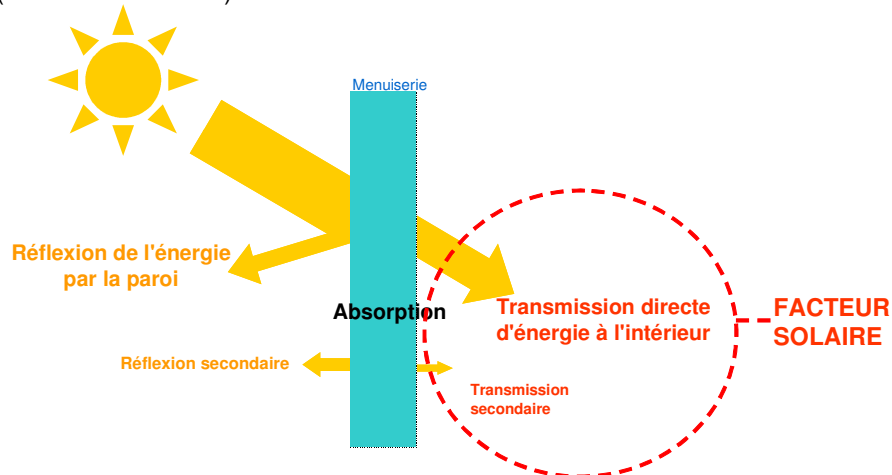 Menuiserie
Réflexion de l'énergie
par la paroi
Absorption
Transmission directe
d'énergie à l'intérieur
FACTEUR
SOLAIRE
Réflexion secondaire
Transmission
secondaire